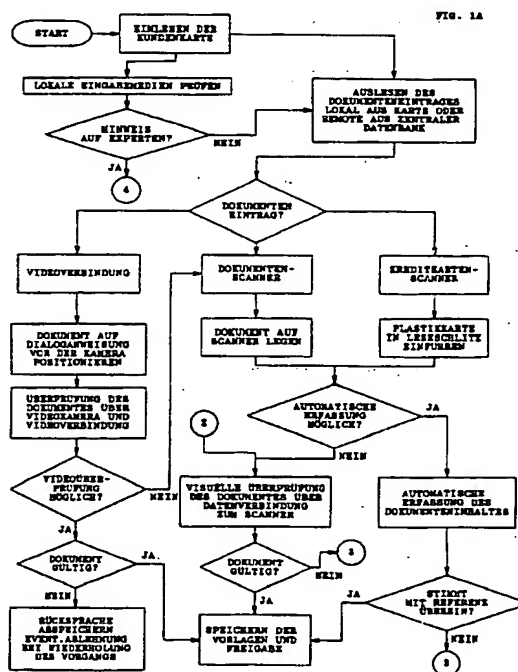 FIG. 1A
START
EINLESEN DER
KUNDENKARTE
LOKALE EINGABEMEDIEN PRÜFEN
HINWEIS
AUF EXPERTEN?
NEIN
JA
4
AUSLESEN DES
DOKUMENTENEINTRAGES
LOKAL AUS KARTE ODER
REMOTE AUS ZENTRALER
DATENBANK
DOKUMENTEN
EINTRAG?
VIDEOVERBINDUNG
DOKUMENTEN-
SCANNER
KREDITKARTEN-
SCANNER
DOKUMENT AUF
DIALOGANWEISUNG
VOR DER KAMERA
POSITIONIEREN
DOKUMENT AUF
SCANNER LEGEN
PLASTIKKARTE
IN LESESCHLITZ
EINFÜHREN
ÜBERPRÜFUNG DES
DOKUMENTES ÜBER
VIDEOKAMERA UND
VIDEOVERBINDUNG
AUTOMATISCHE
ERFASSUNG
MÖGLICH?
JA
NEIN
2
VIDEOÜBER-
PRÜFUNG
MÖGLICH?
NEIN
JA
VISUELLE ÜBERPRÜFUNG
DES DOKUMENTES ÜBER
DATENVERBINDUNG
ZUM SCANNER
AUTOMATISCHE
ERFASSUNG DES
DOKUMENTENINHALTES
DOKUMENT
GÜLTIG?
JA
NEIN
DOKUMENT
GÜLTIG?
NEIN
3
JA
STIMMT
MIT REFERENZ
ÜBEREIN?
JA
NEIN
3
RÜCKSPRACHE
ABSPEICHERN
EVENT.ABLEHNUNG
BEI WIEDERHOLUNG
DES VORGANGS
SPEICHERN DER
VORLAGEN UND
FREIGABE